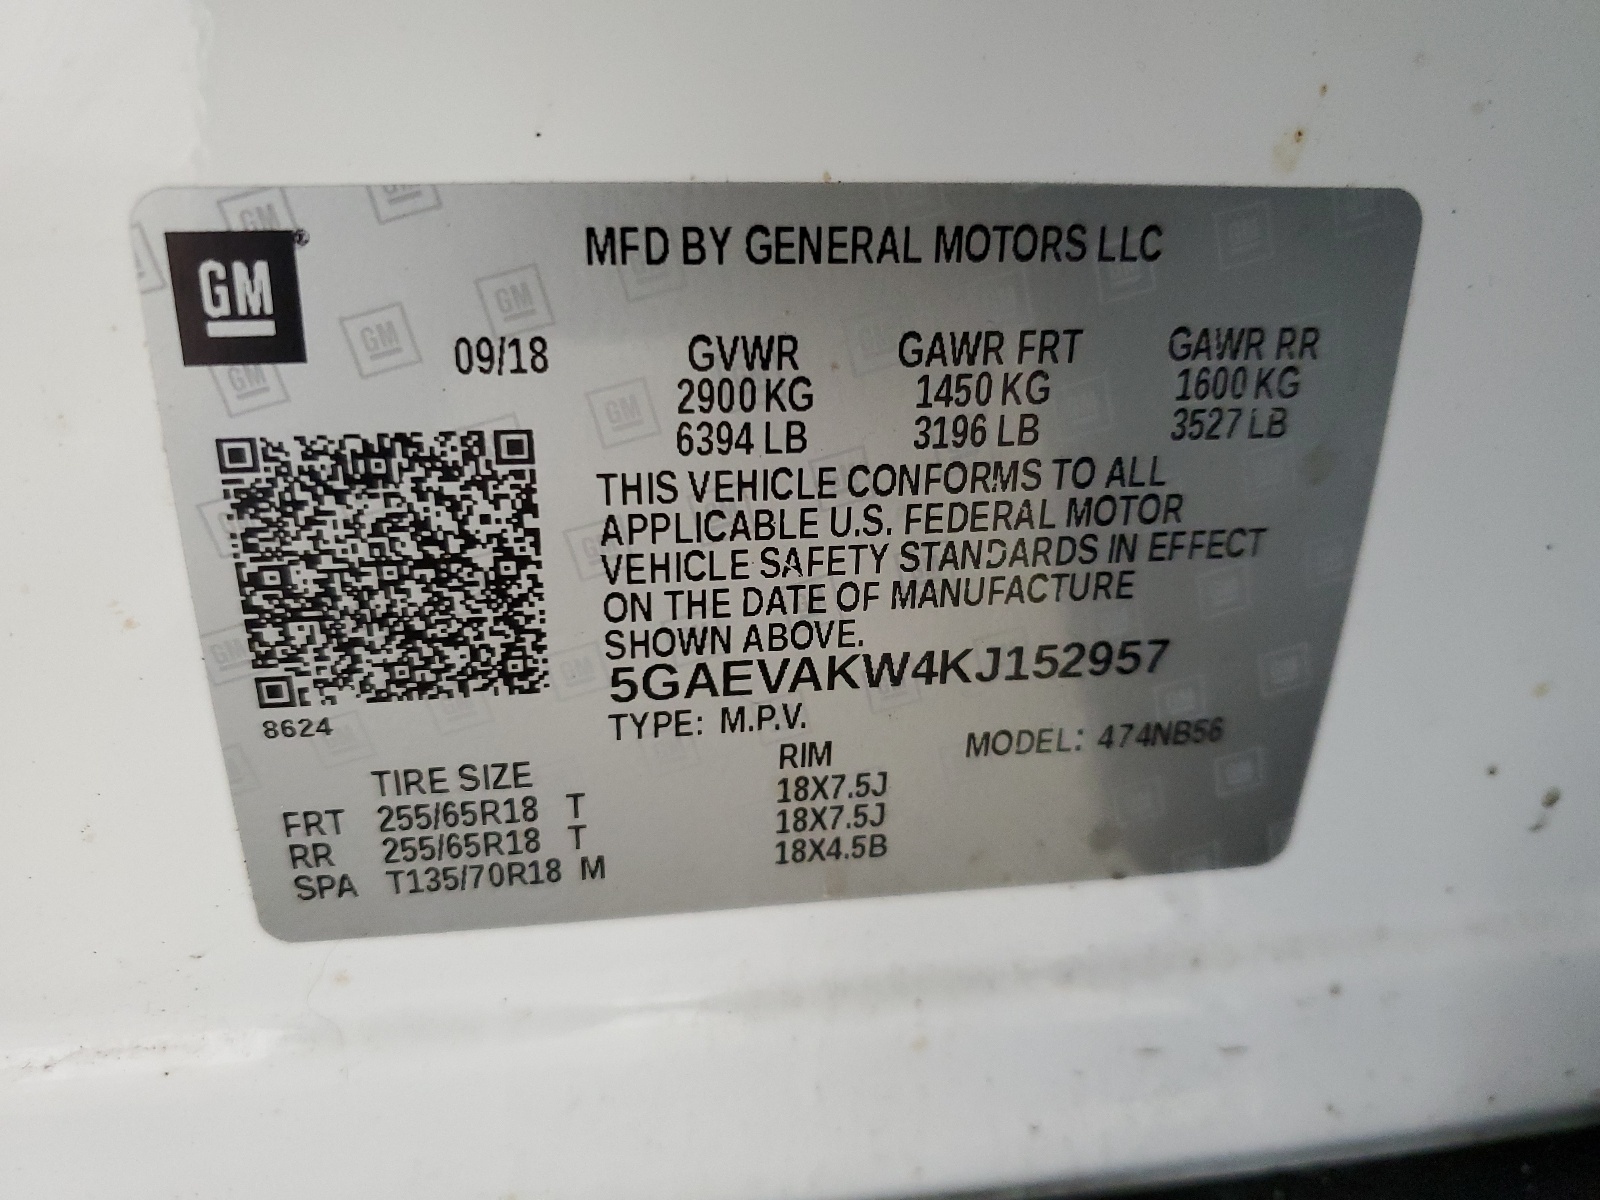 GM®
MFD BY GENERAL MOTORS LLC
09/18 GVWR GAWR FRT GAWR RR
2900 KG 1450 KG 1600 KG
6394 LB 3196 LB 3527 LB
THIS VEHICLE CONFORMS TO ALL
APPLICABLE U.S. FEDERAL MOTOR
VEHICLE SAFETY STANDARDS IN EFFECT
ON THE DATE OF MANUFACTURE
SHOWN ABOVE.
5GAEVAKW4KJ152957
8624
TYPE: M.P.V. MODEL: 474NB56
TIRE SIZE RIM
FRT 255/65R18 T 18X7.5J
RR 255/65R18 T 18X7.5J
SPA T135/70R18 M 18X4.5B